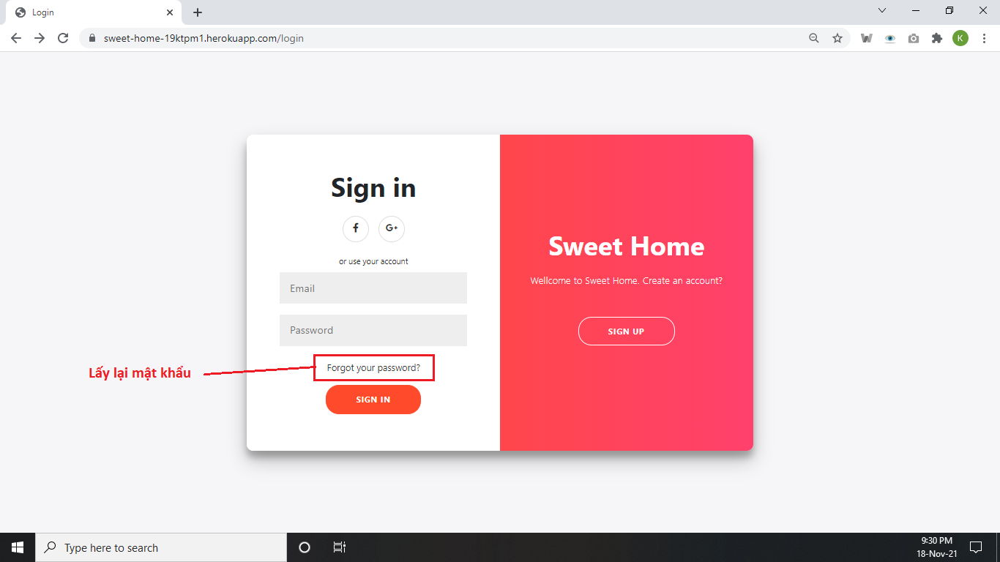 Login
sweet-home-19ktpm1.herokuapp.com/login
K
Sign in
f
G+
or use your account
Email
Password
Forgot your password?
Lấy lại mật khẩu
SIGN IN
Sweet Home
Wellcome to Sweet Home. Create an account?
SIGN UP
Type here to search
9:30 PM
18-Nov-21